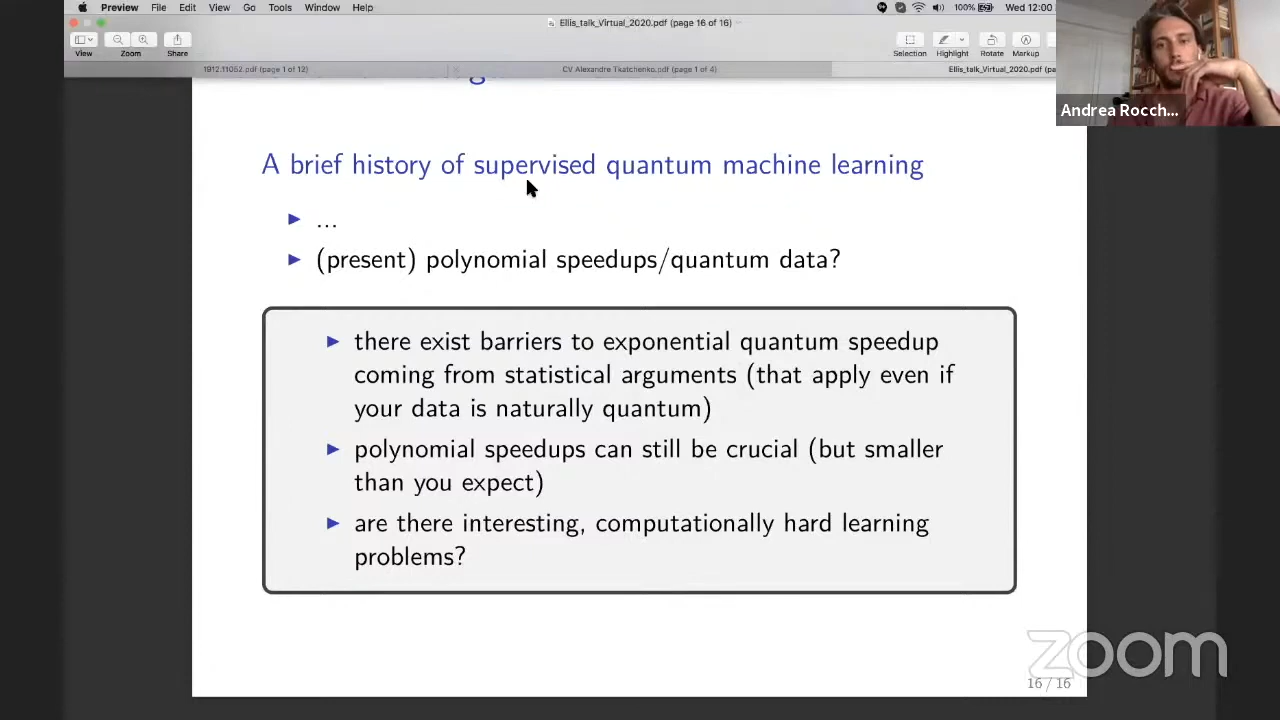 Preview File Edit View Go Tools Window Help
100% Wed 12:00
Ellis_talk_Virtual_2020.pdf (page 16 of 16)
View Zoom Share Selection Highlight Rotate Markup
1912.11052.pdf (page 1 of 12) CV Alexandre Tkatchenko.pdf (page 1 of 4) Ellis_talk_Virtual_2020.pdf (pa
Andrea Rocch...
A brief history of supervised quantum machine learning
▶ ...
▶ (present) polynomial speedups/quantum data?
▶ there exist barriers to exponential quantum speedup
coming from statistical arguments (that apply even if
your data is naturally quantum)
▶ polynomial speedups can still be crucial (but smaller
than you expect)
▶ are there interesting, computationally hard learning
problems?
zoom
16 / 16